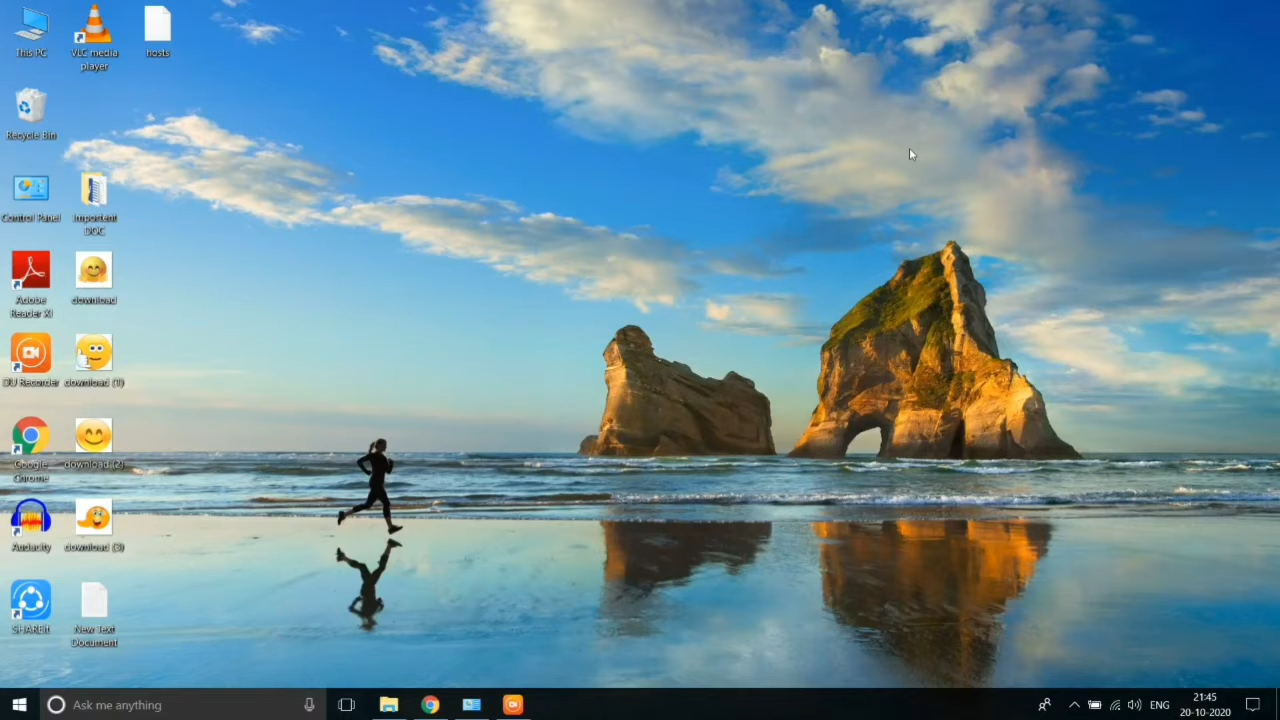 This PC
VLC media
player
hosts
Recycle Bin
Control Panel
Important
DOC
Adobe
Reader XI
download
DU Recorder
download (1)
Google
Chrome
download (2)
Audacity
download (3)
SHAREit
New Text
Document
Ask me anything
ENG
21:45
20-10-2020